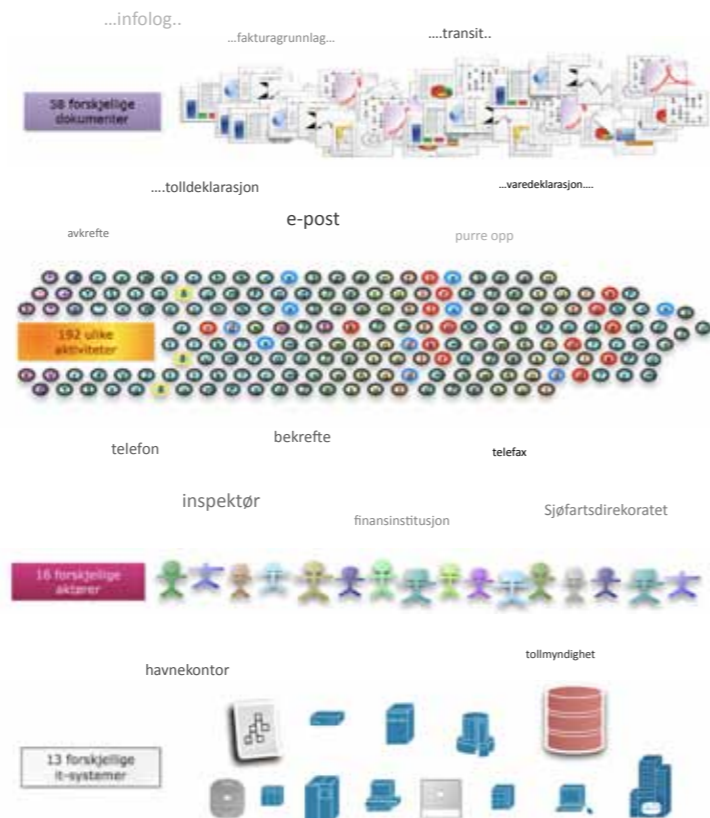 ...infolog..
...fakturagrunnlag...
....transit..
58 forskjellige
dokumenter
....tolldeklarasjon
...varedeklarasjon....
e-post
avkrefte
purre opp
192 ulike
aktiviteter
telefon
bekrefte
telefax
inspektør
finansinstitusjon
Sjøfartsdirekoratet
16 forskjellige
aktører
havnekontor
tollmyndighet
13 forskjellige
it-systemer